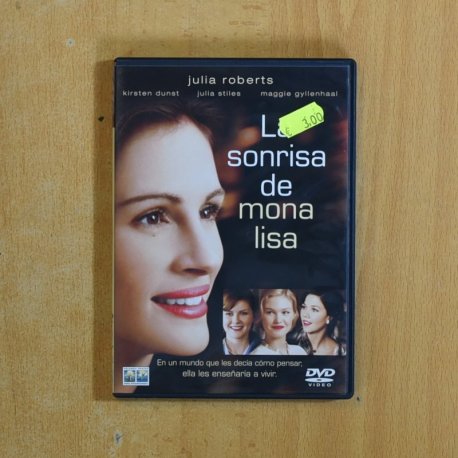 julia roberts
kirsten dunst julia stiles maggie gyllenhaal
La
€ 3,00
sonrisa
de
mona
lisa
En un mundo que les decía cómo pensar,
ella les enseñaría a vivir.
DVD
VIDEO